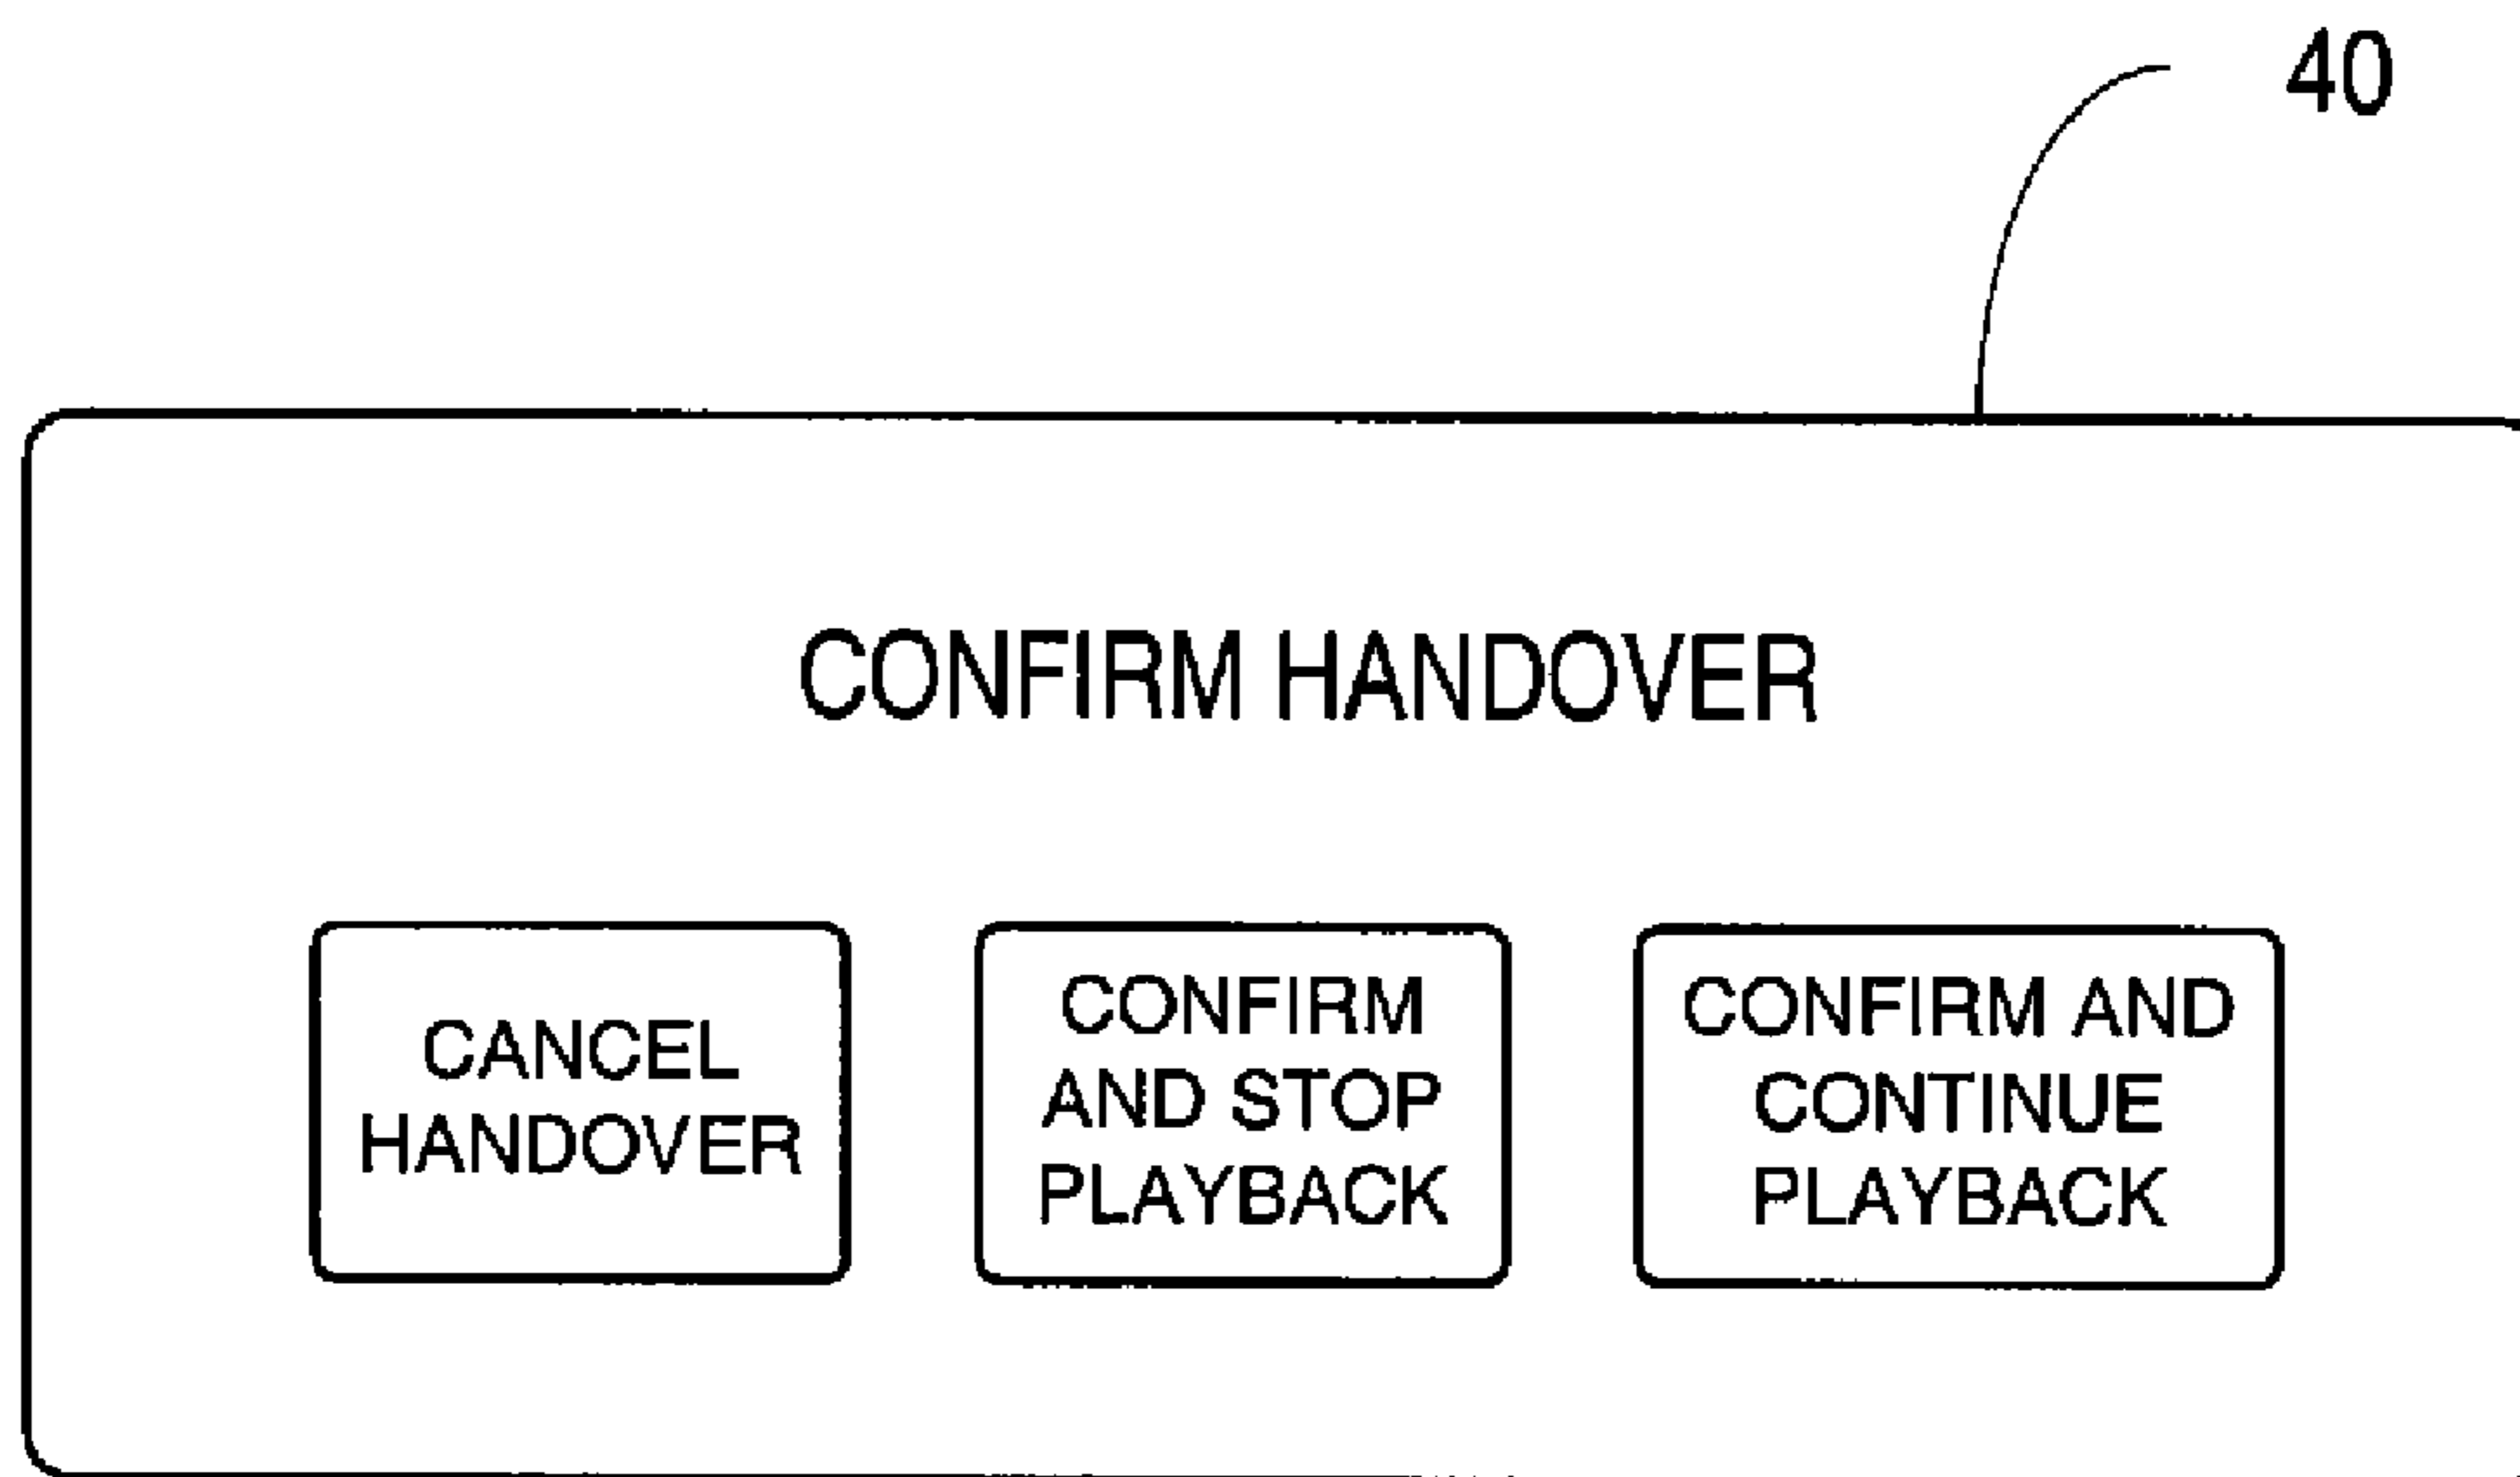 40
CONFIRM HANDOVER
CANCEL
HANDOVER
CONFIRM
AND STOP
PLAYBACK
CONFIRM AND
CONTINUE
PLAYBACK